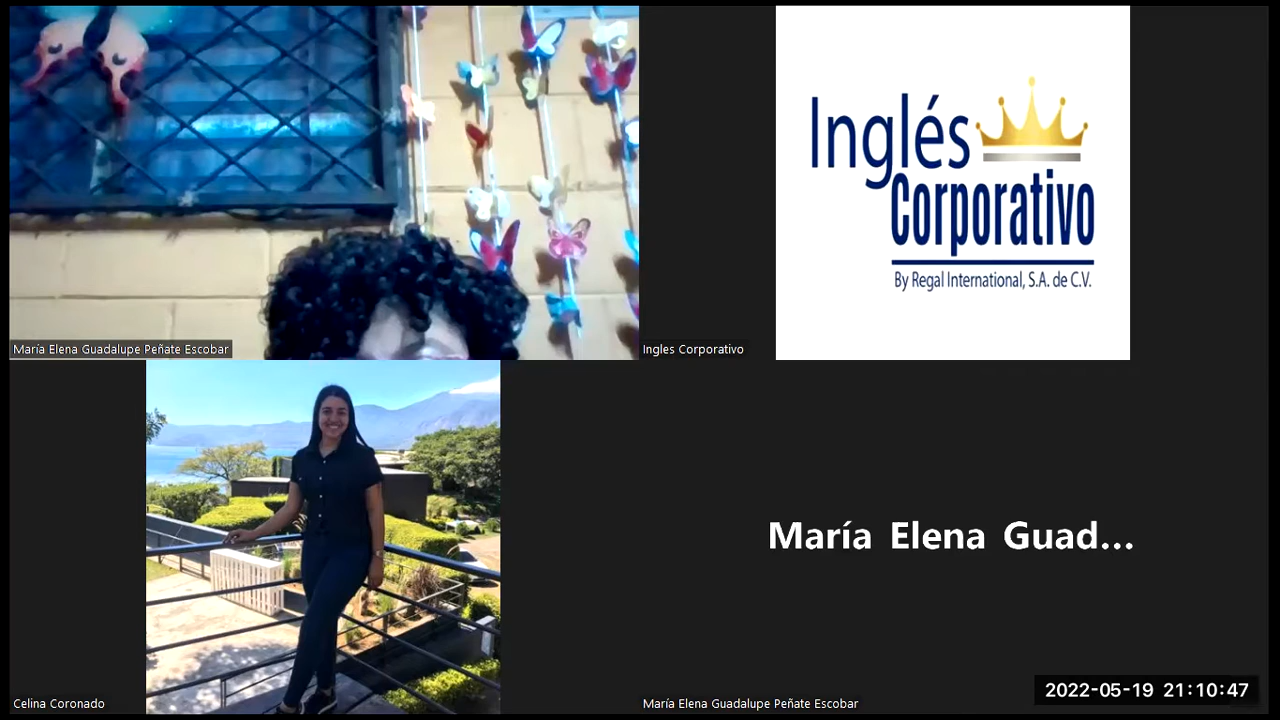 María Elena Guadalupe Peñate Escobar
Inglés
Corporativo
By Regal International, S.A. de C.V.
Ingles Corporativo
Celina Coronado
María Elena Guad...
María Elena Guadalupe Peñate Escobar
2022-05-19 21:10:47